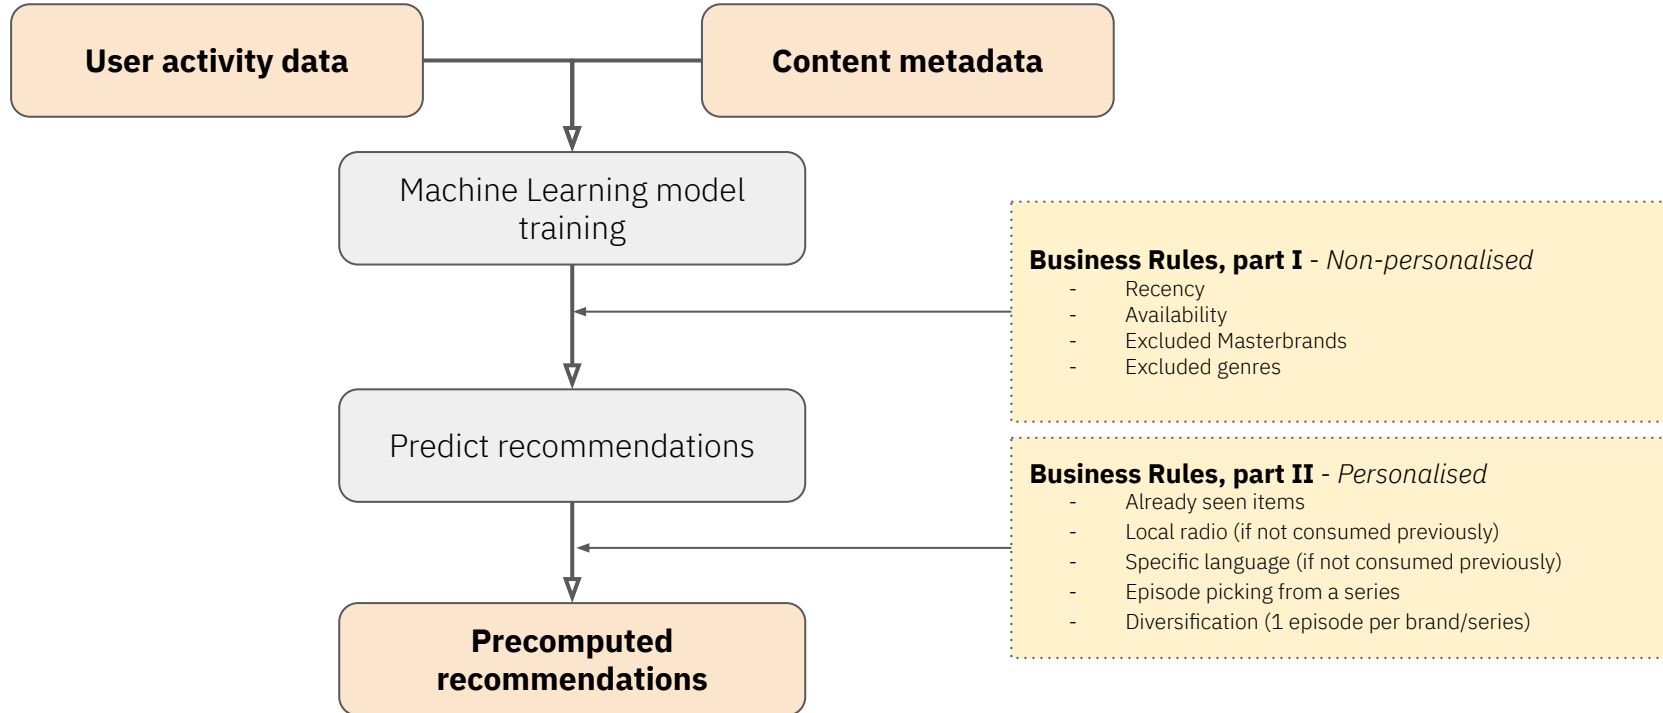 User activity data
Content metadata
Machine Learning model
training
Business Rules, part I - Non-personalised
- Recency
- Availability
- Excluded Masterbrands
- Excluded genres
Predict recommendations
Business Rules, part II - Personalised
- Already seen items
- Local radio (if not consumed previously)
- Specific language (if not consumed previously)
- Episode picking from a series
- Diversification (1 episode per brand/series)
Precomputed
recommendations